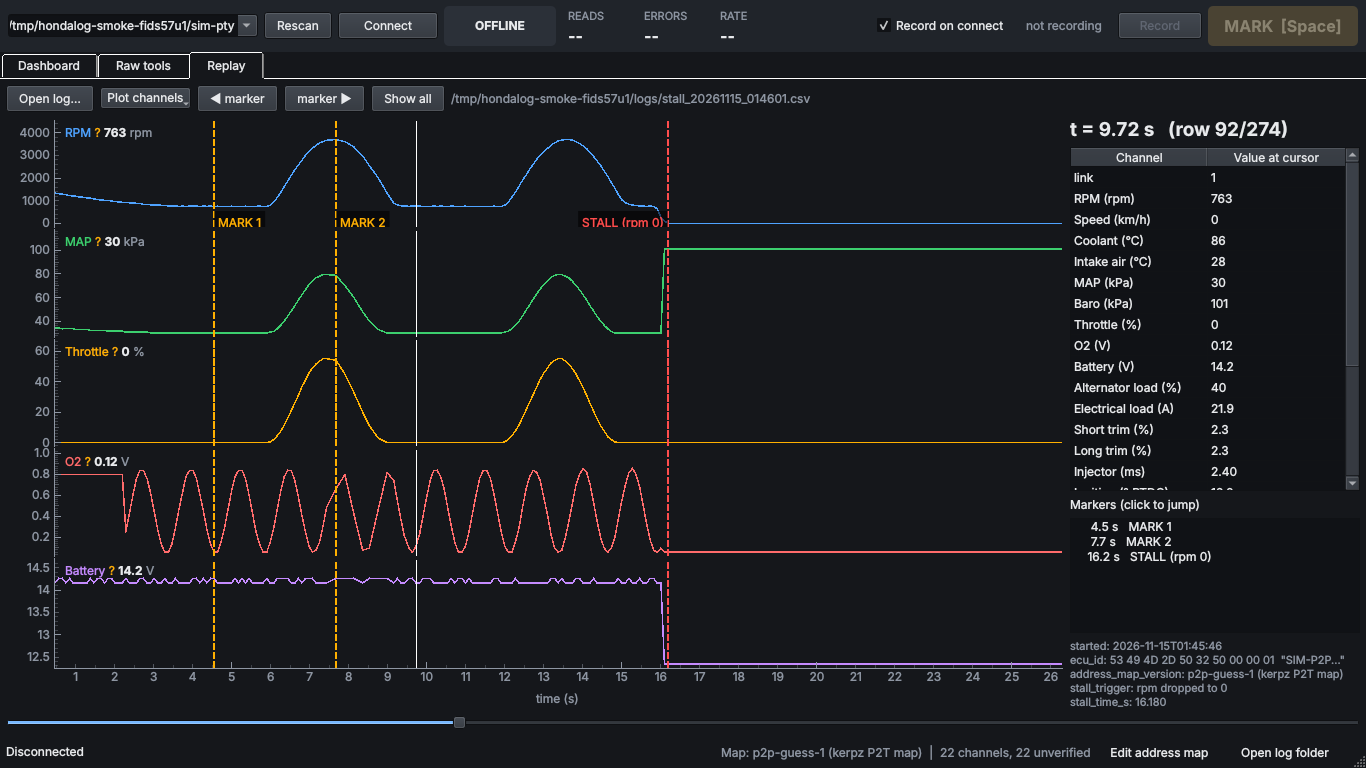 /tmp/hondalog-smoke-fids57u1/sim-pty Rescan Connect OFFLINE READS -- ERRORS -- RATE -- Record on connect not recording Record MARK [Space]
Dashboard Raw tools Replay
Open log... Plot channels ◀ marker marker ▶ Show all /tmp/hondalog-smoke-fids57u1/logs/stall_20261115_014601.csv
RPM ? 763 rpm
4000
3000
2000
1000
0
MARK 1 MARK 2 STALL (rpm 0)
MAP ? 30 kPa
100
80
60
40
Throttle ? 0 %
60
40
20
0
O2 ? 0.12 V
1.0
0.8
0.6
0.4
0.2
Battery ? 14.2 V
14.5
14
13.5
13
12.5
1 2 3 4 5 6 7 8 9 10 11 12 13 14 15 16 17 18 19 20 21 22 23 24 25 26
time (s)
t = 9.72 s (row 92/274)
Channel Value at cursor
link 1
RPM (rpm) 763
Speed (km/h) 0
Coolant (°C) 86
Intake air (°C) 28
MAP (kPa) 30
Baro (kPa) 101
Throttle (%) 0
O2 (V) 0.12
Battery (V) 14.2
Alternator load (%) 40
Electrical load (A) 21.9
Short trim (%) 2.3
Long trim (%) 2.3
Injector (ms) 2.40
Markers (click to jump)
4.5 s MARK 1
7.7 s MARK 2
16.2 s STALL (rpm 0)
started: 2026-11-15T01:45:46
ecu_id: 53 49 4D 2D 50 32 50 00 00 01 "SIM-P2P..."
address_map_version: p2p-guess-1 (kerpz P2T map)
stall_trigger: rpm dropped to 0
stall_time_s: 16.180
Disconnected Map: p2p-guess-1 (kerpz P2T map) | 22 channels, 22 unverified Edit address map Open log folder